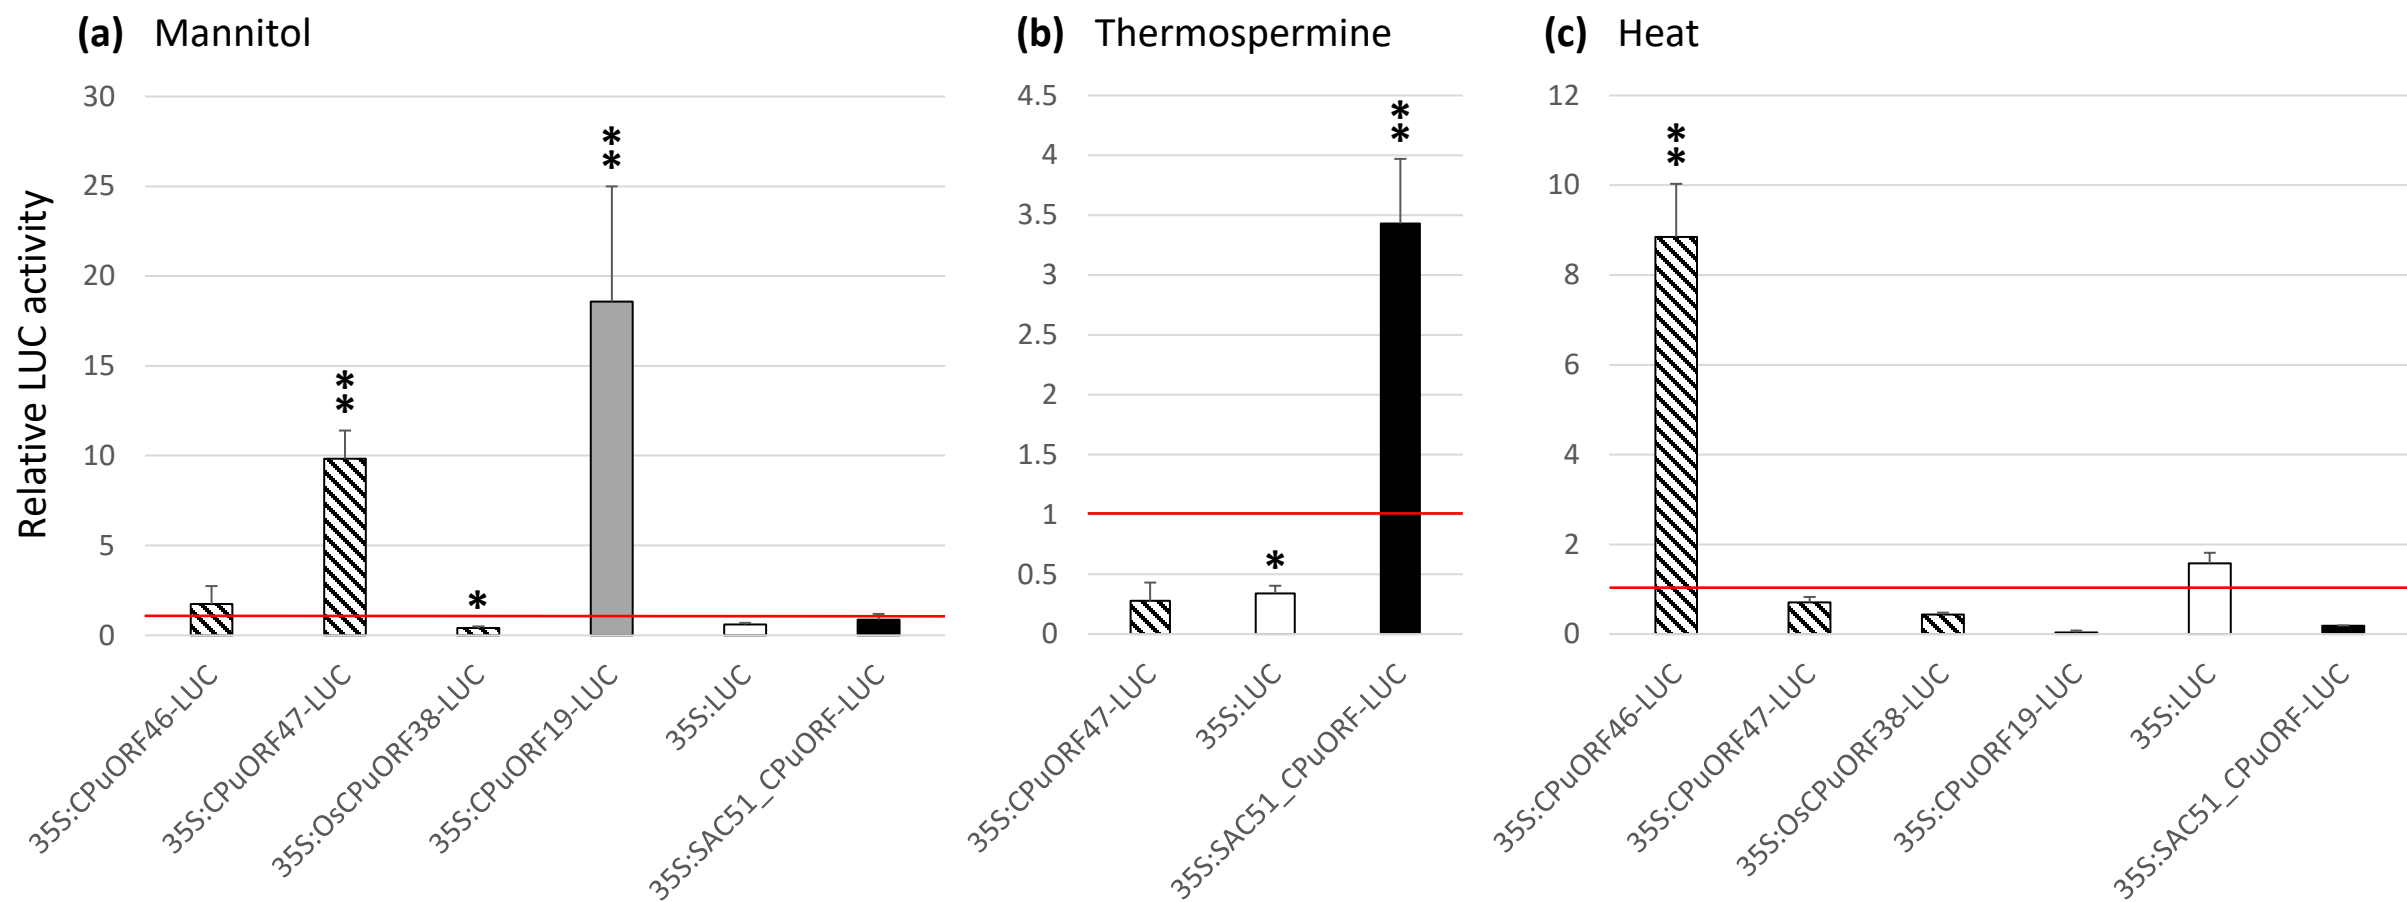 (a) Mannitol
Relative LUC activity
30
25
20
15
10
5
0
**
**
*
35S:CPuORF46-LUC
35S:CPuORF47-LUC
35S:OsCPuORF38-LUC
35S:CPuORF19-LUC
35S:LUC
35S:SAC51_CPuORF-LUC
(b) Thermospermine
4.5
4
3.5
3
2.5
2
1.5
1
0.5
0
*
**
35S:CPuORF47-LUC
35S:LUC
35S:SAC51_CPuORF-LUC
(c) Heat
12
10
8
6
4
2
0
**
35S:CPuORF46-LUC
35S:CPuORF47-LUC
35S:OsCPuORF38-LUC
35S:CPuORF19-LUC
35S:LUC
35S:SAC51_CPuORF-LUC